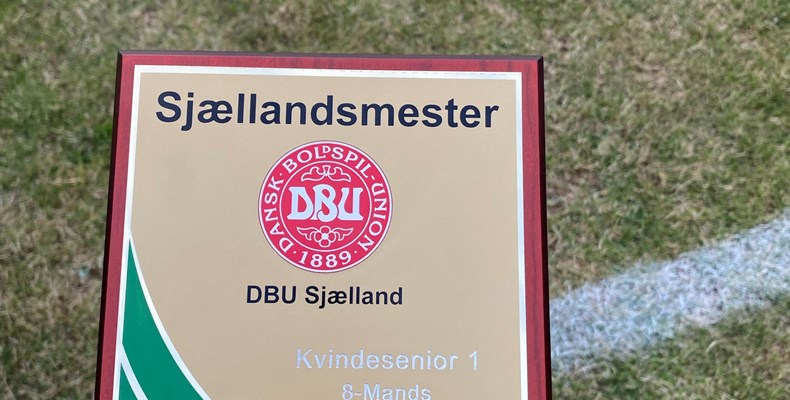 Sjællandsmester
DANSK · BOLDSPIL · UNION
· 1889 ·
DBU
DBU Sjælland
Kvindesenior 1
8-Mands